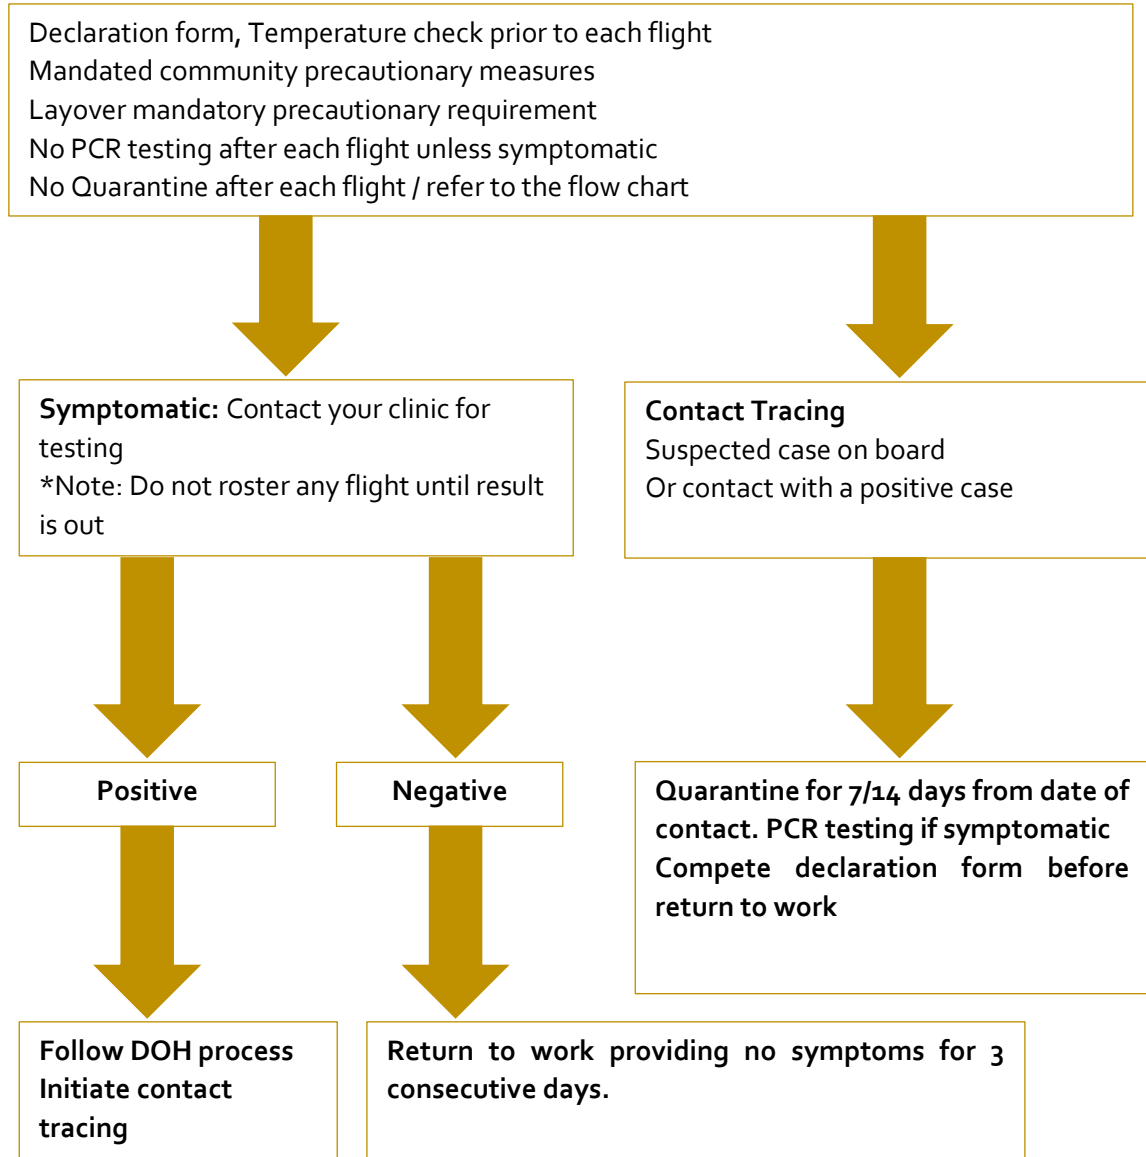 Declaration form, Temperature check prior to each flight
Mandated community precautionary measures
Layover mandatory precautionary requirement
No PCR testing after each flight unless symptomatic
No Quarantine after each flight / refer to the flow chart
Symptomatic: Contact your clinic for
testing
*Note: Do not roster any flight until result
is out
Contact Tracing
Suspected case on board
Or contact with a positive case
Positive
Negative
Quarantine for 7/14 days from date of
contact. PCR testing if symptomatic
Compete declaration form before
return to work
Follow DOH process
Initiate contact
tracing
Return to work providing no symptoms for 3
consecutive days.